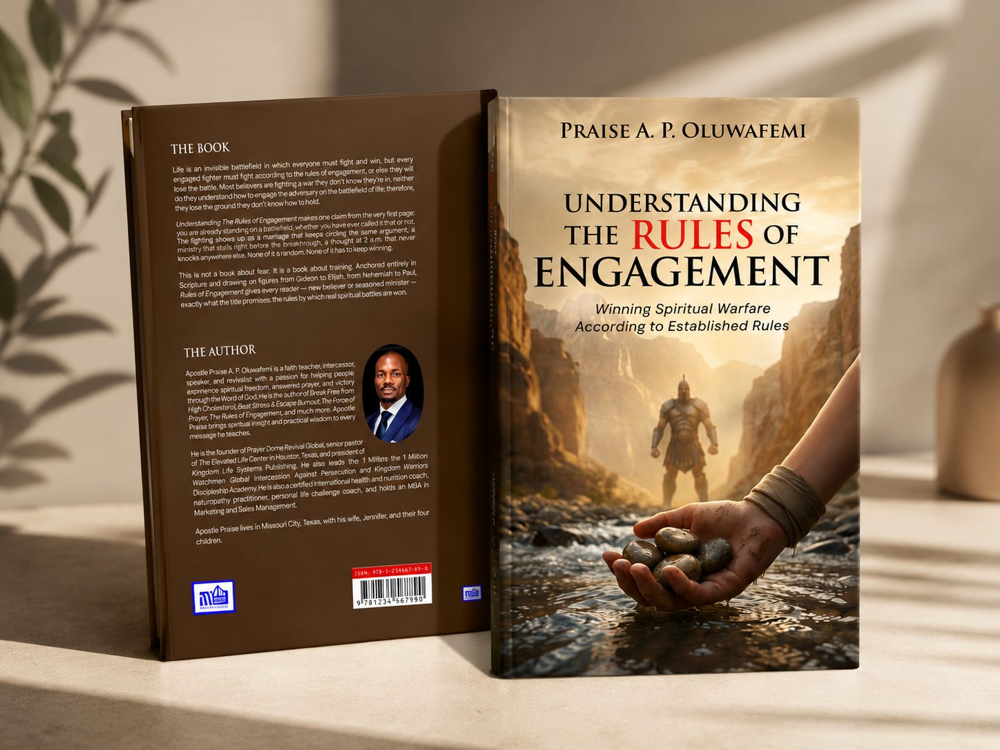 THE BOOK
Life is an invisible battlefield in which everyone must fight and win, but every
engaged fighter must fight according to the rules of engagement, or else they will
lose the battle. Most believers are fighting a war they don't know they're in, neither
do they understand how to engage the adversary on the battlefield of life; therefore,
they lose the ground they don't know how to hold.
Understanding The Rules of Engagement makes one claim from the very first page:
you are already standing on a battlefield, whether you have ever called it that or not.
The fighting shows up as a marriage that keeps circling the same argument, a
ministry that stalls right before the breakthrough, a thought at 2 a.m. that never
knocks anywhere else. None of it is random. None of it has to keep winning.
This is not a book about fear. It is a book about training. Anchored entirely in
Scripture and drawing on figures from Gideon to Elijah, from Nehemiah to Paul,
Rules of Engagement gives every reader — new believer or seasoned minister —
exactly what the title promises: the rules by which real spiritual battles are won.
THE AUTHOR
Apostle Praise A. P. Oluwafemi is a faith teacher, intercessor,
speaker, and revivalist with a passion for helping people
experience spiritual freedom, answered prayer, and victory
through the Word of God. He is the author of Break Free from
High Cholesterol, Beat Stress & Escape Burnout, The Force of
Prayer, The Rules of Engagement, and much more. Apostle
Praise brings spiritual insight and practical wisdom to every
message he teaches.
He is the founder of Prayer Dome Revival Global, senior pastor
of The Elevated Life Center in Houston, Texas, and president of
Kingdom Life Systems Publishing. He also leads the 1 Million the 1 Million
Watchmen Global Intercession Against Persecution and Kingdom Warriors
Discipleship Academy. He is also a certified international health and nutrition coach,
naturopathy practitioner, personal life challenge coach, and holds an MBA in
Marketing and Sales Management.
Apostle Praise lives in Missouri City, Texas, with his wife, Jennifer, and their four
children.
ISBN: 978-1-234567-89-0
9 781234 567990
PRAISE A. P. OLUWAFEMI
UNDERSTANDING
THE RULES OF
ENGAGEMENT
Winning Spiritual Warfare
According to Established Rules